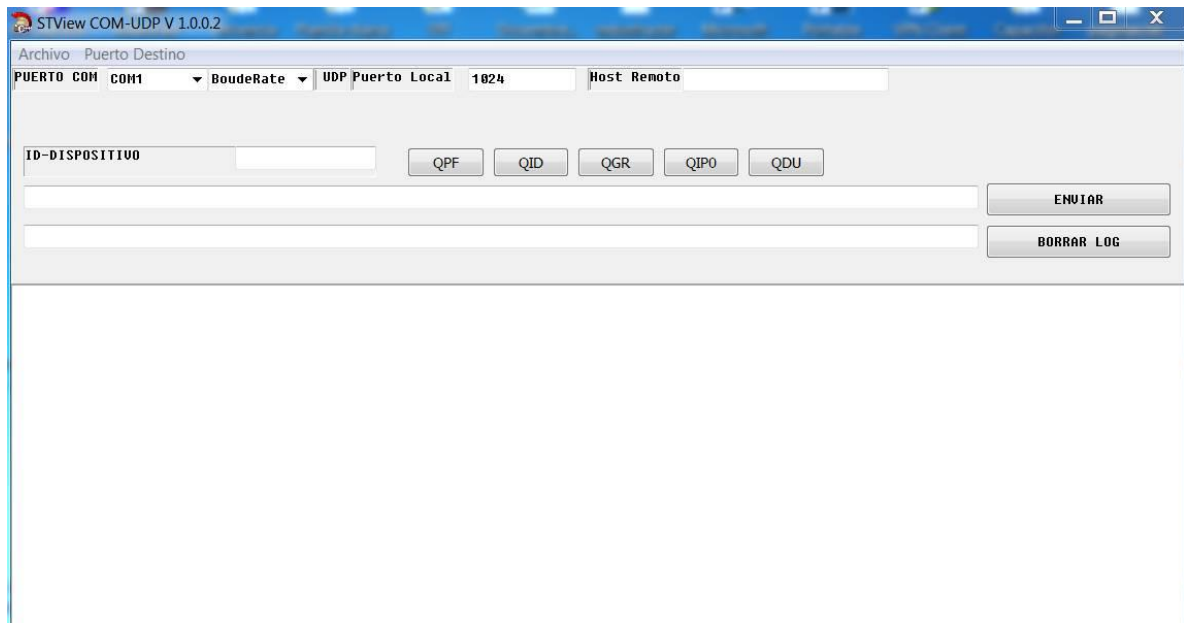 STView COM-UDP V 1.0.0.2
Archivo Puerto Destino
PUERTO COM COM1 BoudeRate UDP Puerto Local 1024 Host Remoto
ID-DISPOSITIVO QPF QID QGR QIP0 QDU
ENVIAR
BORRAR LOG